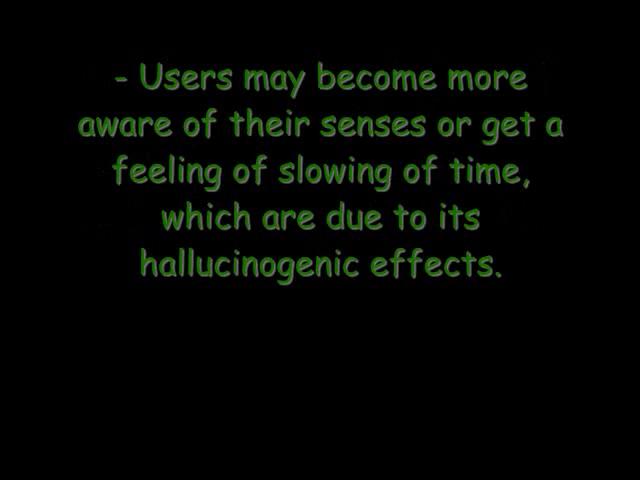 - Users may become more
aware of their senses or get a
feeling of slowing of time,
which are due to its
hallucinogenic effects.